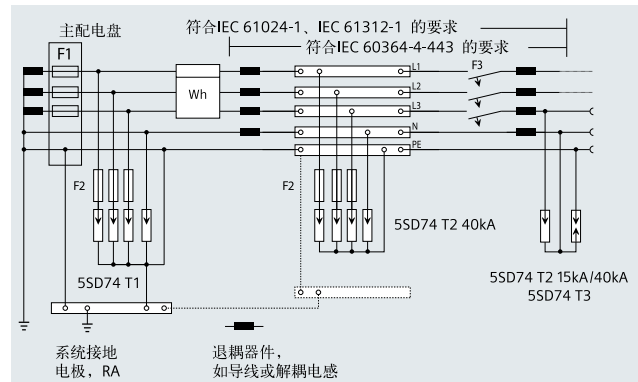 主配电盘
符合IEC 61024-1、IEC 61312-1 的要求
符合IEC 60364-4-443 的要求
F1
L1
F3
L2
Wh
L3
N
PE
F2
F2
5SD74 T2 40kA
5SD74 T1
5SD74 T2 15kA/40kA
5SD74 T3
系统接地
电极，RA
退耦器件，
如导线或解耦电感